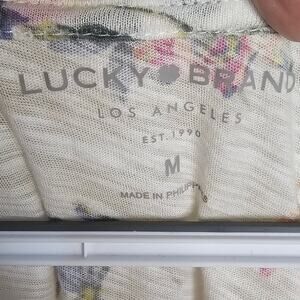 LUCKY BRAND
LOS ANGELES
EST. 1990
M
MADE IN PHILIPPINES